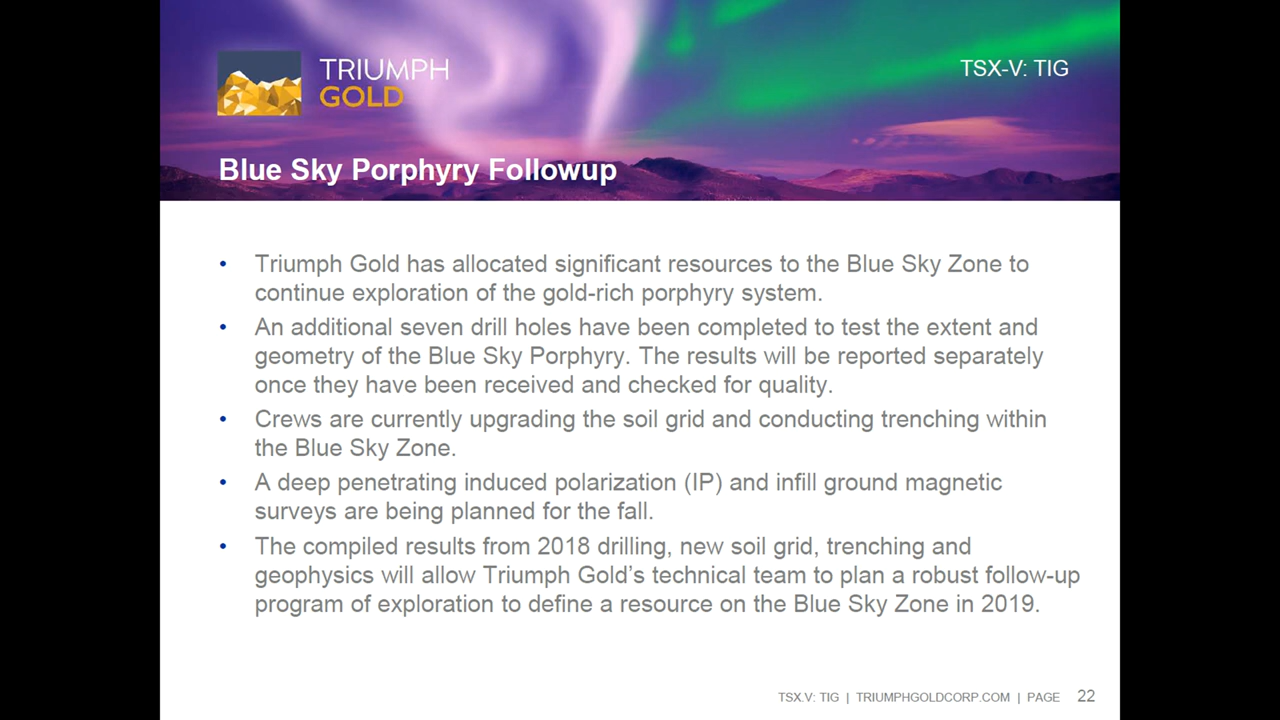 TRIUMPH
GOLD
TSX-V: TIG
Blue Sky Porphyry Followup
• Triumph Gold has allocated significant resources to the Blue Sky Zone to
continue exploration of the gold-rich porphyry system.
• An additional seven drill holes have been completed to test the extent and
geometry of the Blue Sky Porphyry. The results will be reported separately
once they have been received and checked for quality.
• Crews are currently upgrading the soil grid and conducting trenching within
the Blue Sky Zone.
• A deep penetrating induced polarization (IP) and infill ground magnetic
surveys are being planned for the fall.
• The compiled results from 2018 drilling, new soil grid, trenching and
geophysics will allow Triumph Gold’s technical team to plan a robust follow-up
program of exploration to define a resource on the Blue Sky Zone in 2019.
TSX.V: TIG | TRIUMPHGOLDCORP.COM | PAGE 22